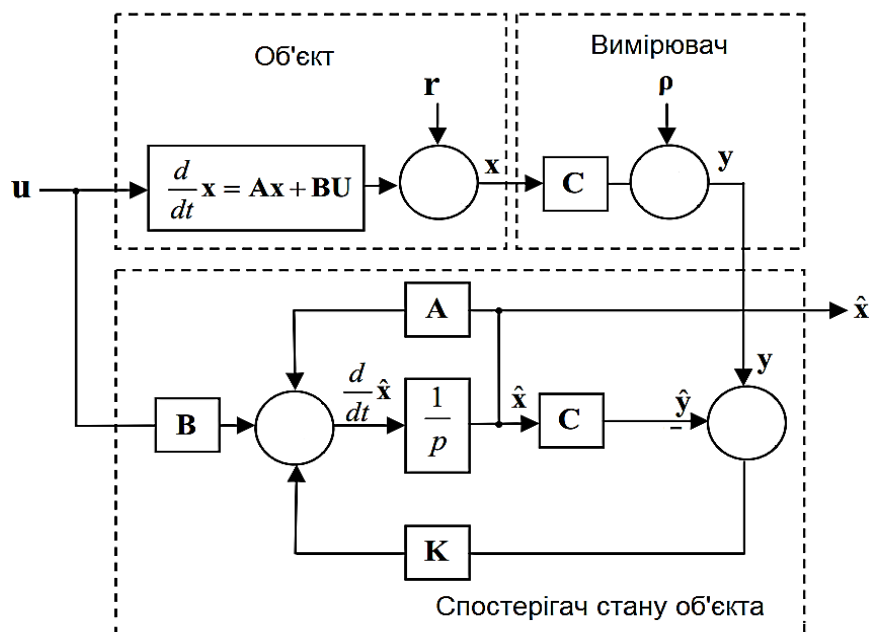 Об'єкт
Вимірювач
r
ρ
u
d/dt x = Ax + BU
x
C
y
A
x̂
d/dt x̂
y
B
1/p
x̂
C
ŷ
-
K
Спостерігач стану об'єкта